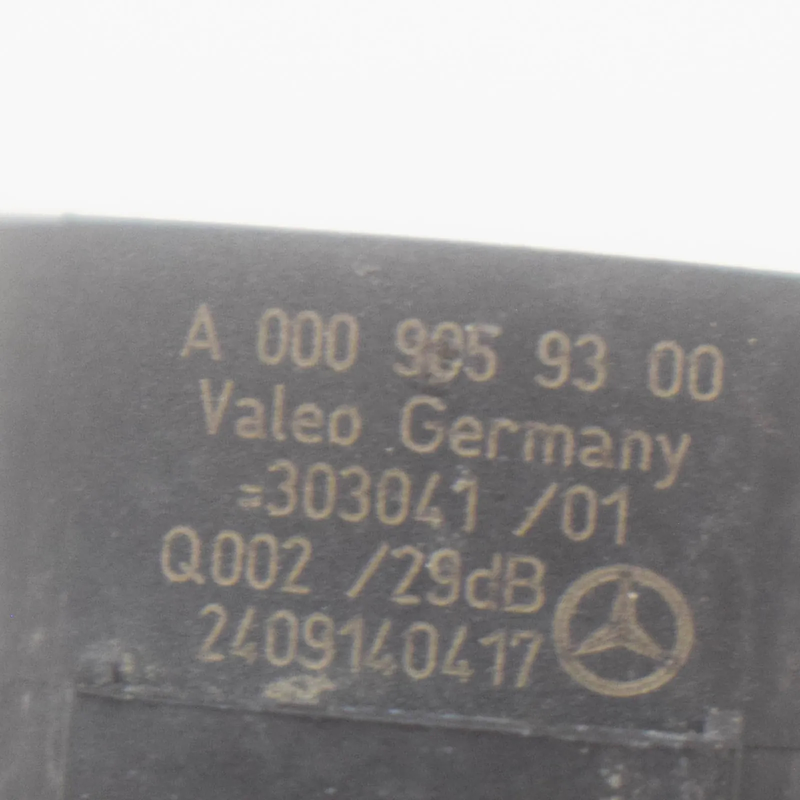 A 000 905 93 00
Valeo Germany
=303041 /01
Q002 /29dB
2409140417